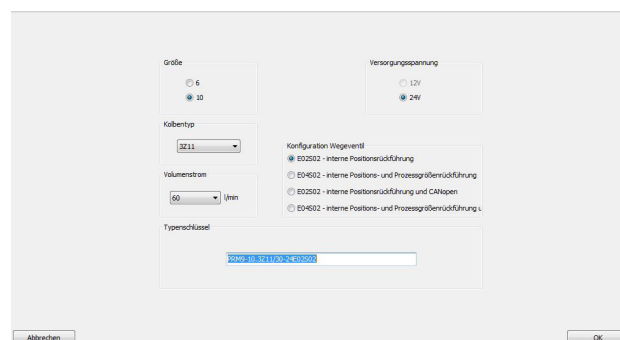 Größe
6
10
Versorgungsspannung
12V
24V
Kolbentyp
3Z11
Konfiguration Wegeventil
E02S02 - interne Positionsrückführung
E04S02 - interne Positions- und Prozessgrößenrückführung
E02S02 - interne Positionsrückführung und CANopen
E04S02 - interne Positions- und Prozessgrößenrückführung u
Volumenstrom
60 l/min
Typenschlüssel
PRM9-10.3Z11/30-24E02S02
Abbrechen
OK